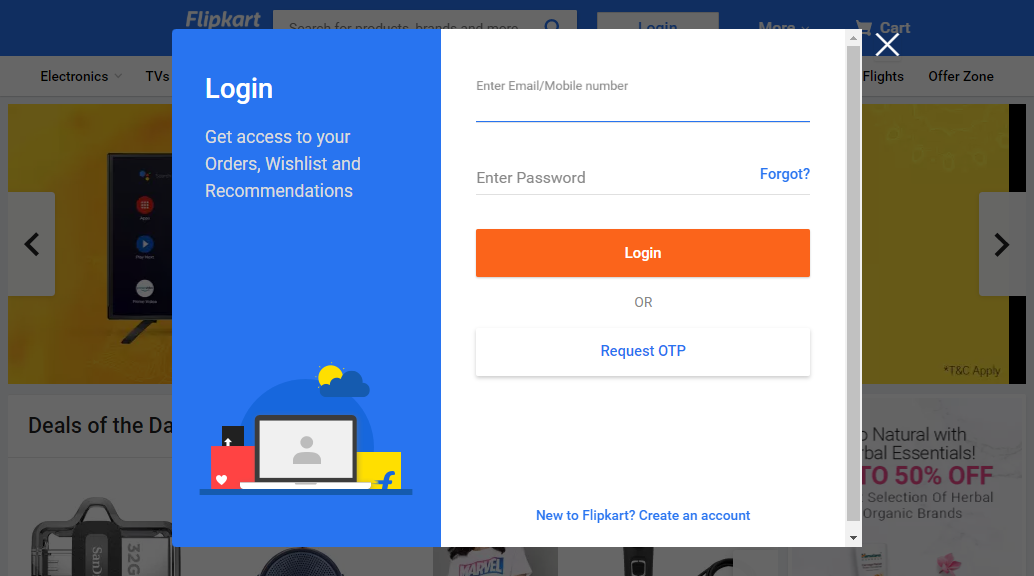 Flipkart
Search for products, brands and more
Login
More
Cart
Electronics
TVs
Flights
Offer Zone
Login
Get access to your
Orders, Wishlist and
Recommendations
Enter Email/Mobile number
Enter Password
Forgot?
Login
OR
Request OTP
New to Flipkart? Create an account
*T&C Apply
Deals of the Da
o Natural with
bal Essentials!
TO 50% OFF
Selection Of Herbal
Organic Brands
SanD
32G
MARVEL